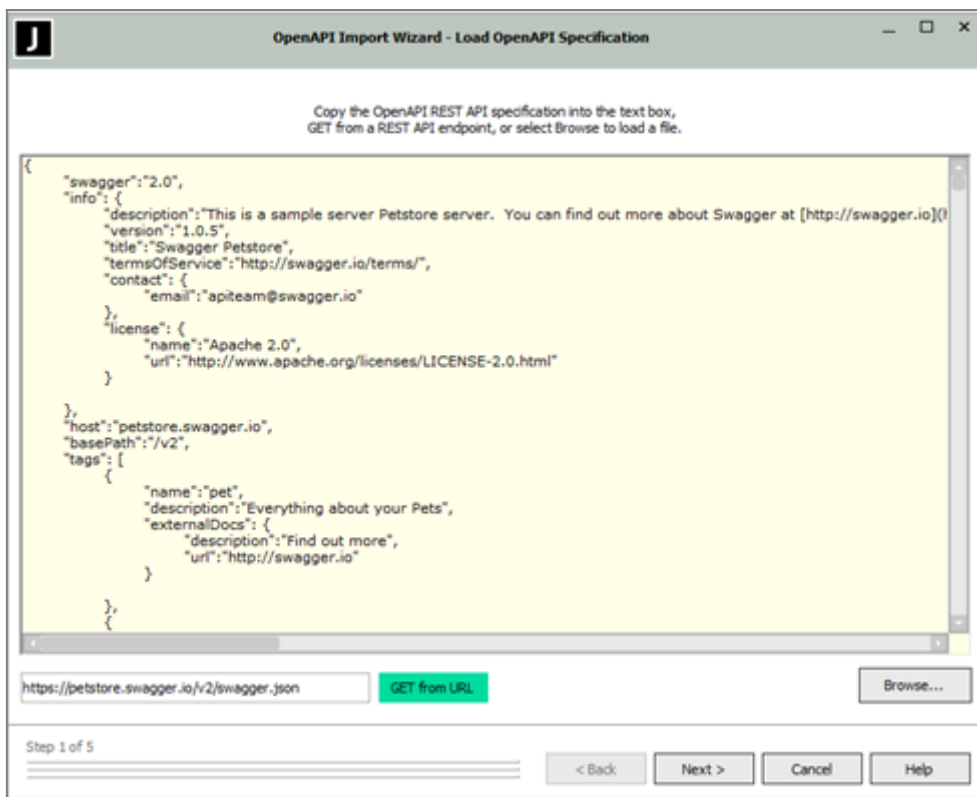 J
OpenAPI Import Wizard - Load OpenAPI Specification
Copy the OpenAPI REST API specification into the text box,
GET from a REST API endpoint, or select Browse to load a file.
{
"swagger":"2.0",
"info": {
"description":"This is a sample server Petstore server.  You can find out more about Swagger at [http://swagger.io](
"version":"1.0.5",
"title":"Swagger Petstore",
"termsOfService":"http://swagger.io/terms/",
"contact": {
"email":"apiteam@swagger.io"
},
"license": {
"name":"Apache 2.0",
"url":"http://www.apache.org/licenses/LICENSE-2.0.html"
}
},
"host":"petstore.swagger.io",
"basePath":"/v2",
"tags": [
{
"name":"pet",
"description":"Everything about your Pets",
"externalDocs": {
"description":"Find out more",
"url":"http://swagger.io"
}
},
{
https://petstore.swagger.io/v2/swagger.json
GET from URL
Browse...
Step 1 of 5
< Back
Next >
Cancel
Help